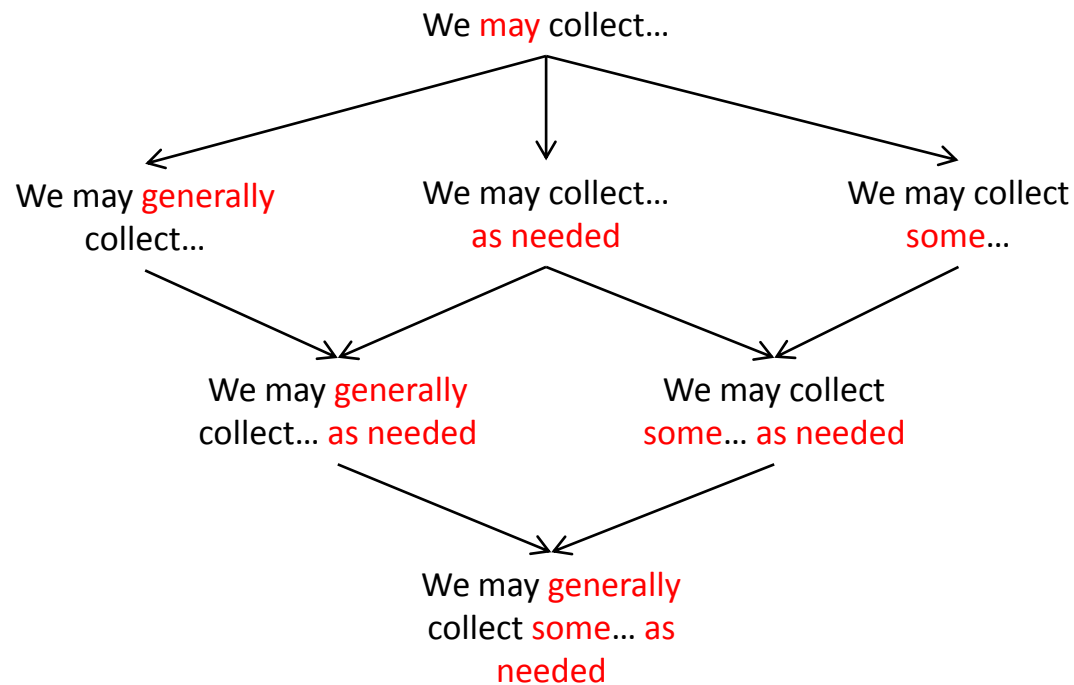 We may collect…
We may generally
collect…
We may collect…
as needed
We may collect
some…
We may generally
collect… as needed
We may collect
some… as needed
We may generally
collect some… as
needed